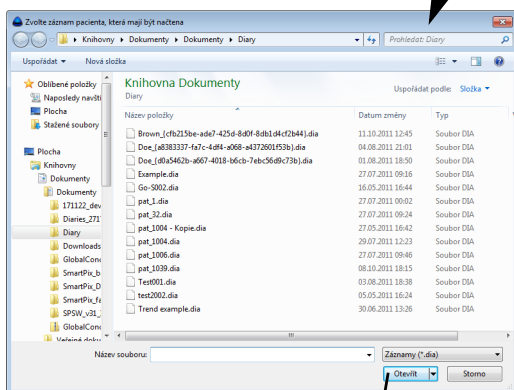 Zvolte záznam pacienta, která mají být načtena
Knihovny Dokumenty Dokumenty Diary
Prohledat: Diary
Uspořádat Nová složka
Oblíbené položky
Naposledy navšti
Plocha
Stažené soubory
Plocha
Knihovny
Dokumenty
Dokumenty
171122_dev
Diaries_271
Diary
Downloads
GlobalConc
SmartPix_b
SmartPix_D
SmartPix_fa
SPSW_v31_
GlobalConc
Veřejné doku
Knihovna Dokumenty
Diary
Uspořádat podle: Složka
Název položky Datum změny Typ
Brown_{cfb215be-ade7-425d-8d0f-8db1d4cf2b44}.dia 11.10.2011 12:45 Soubor DIA
Doe_{a8383337-fa7c-4df4-a068-a4372601f53b}.dia 04.08.2011 21:01 Soubor DIA
Doe_{d0a5462b-a667-4018-b6cb-7ebc56d9c73b}.dia 01.08.2011 18:50 Soubor DIA
Example.dia 27.07.2011 09:16 Soubor DIA
Go-S002.dia 16.05.2011 16:44 Soubor DIA
pat_1.dia 27.07.2011 00:02 Soubor DIA
pat_32.dia 27.07.2011 09:24 Soubor DIA
pat_1004 - Kopie.dia 27.05.2011 16:42 Soubor DIA
pat_1004.dia 29.07.2011 12:23 Soubor DIA
pat_1006.dia 27.07.2011 09:46 Soubor DIA
pat_1039.dia 08.10.2011 18:15 Soubor DIA
Test001.dia 03.08.2011 18:38 Soubor DIA
test2002.dia 05.05.2011 16:24 Soubor DIA
Trend example.dia 30.06.2011 13:26 Soubor DIA
Název souboru:
Záznamy (*.dia)
Otevřít Storno